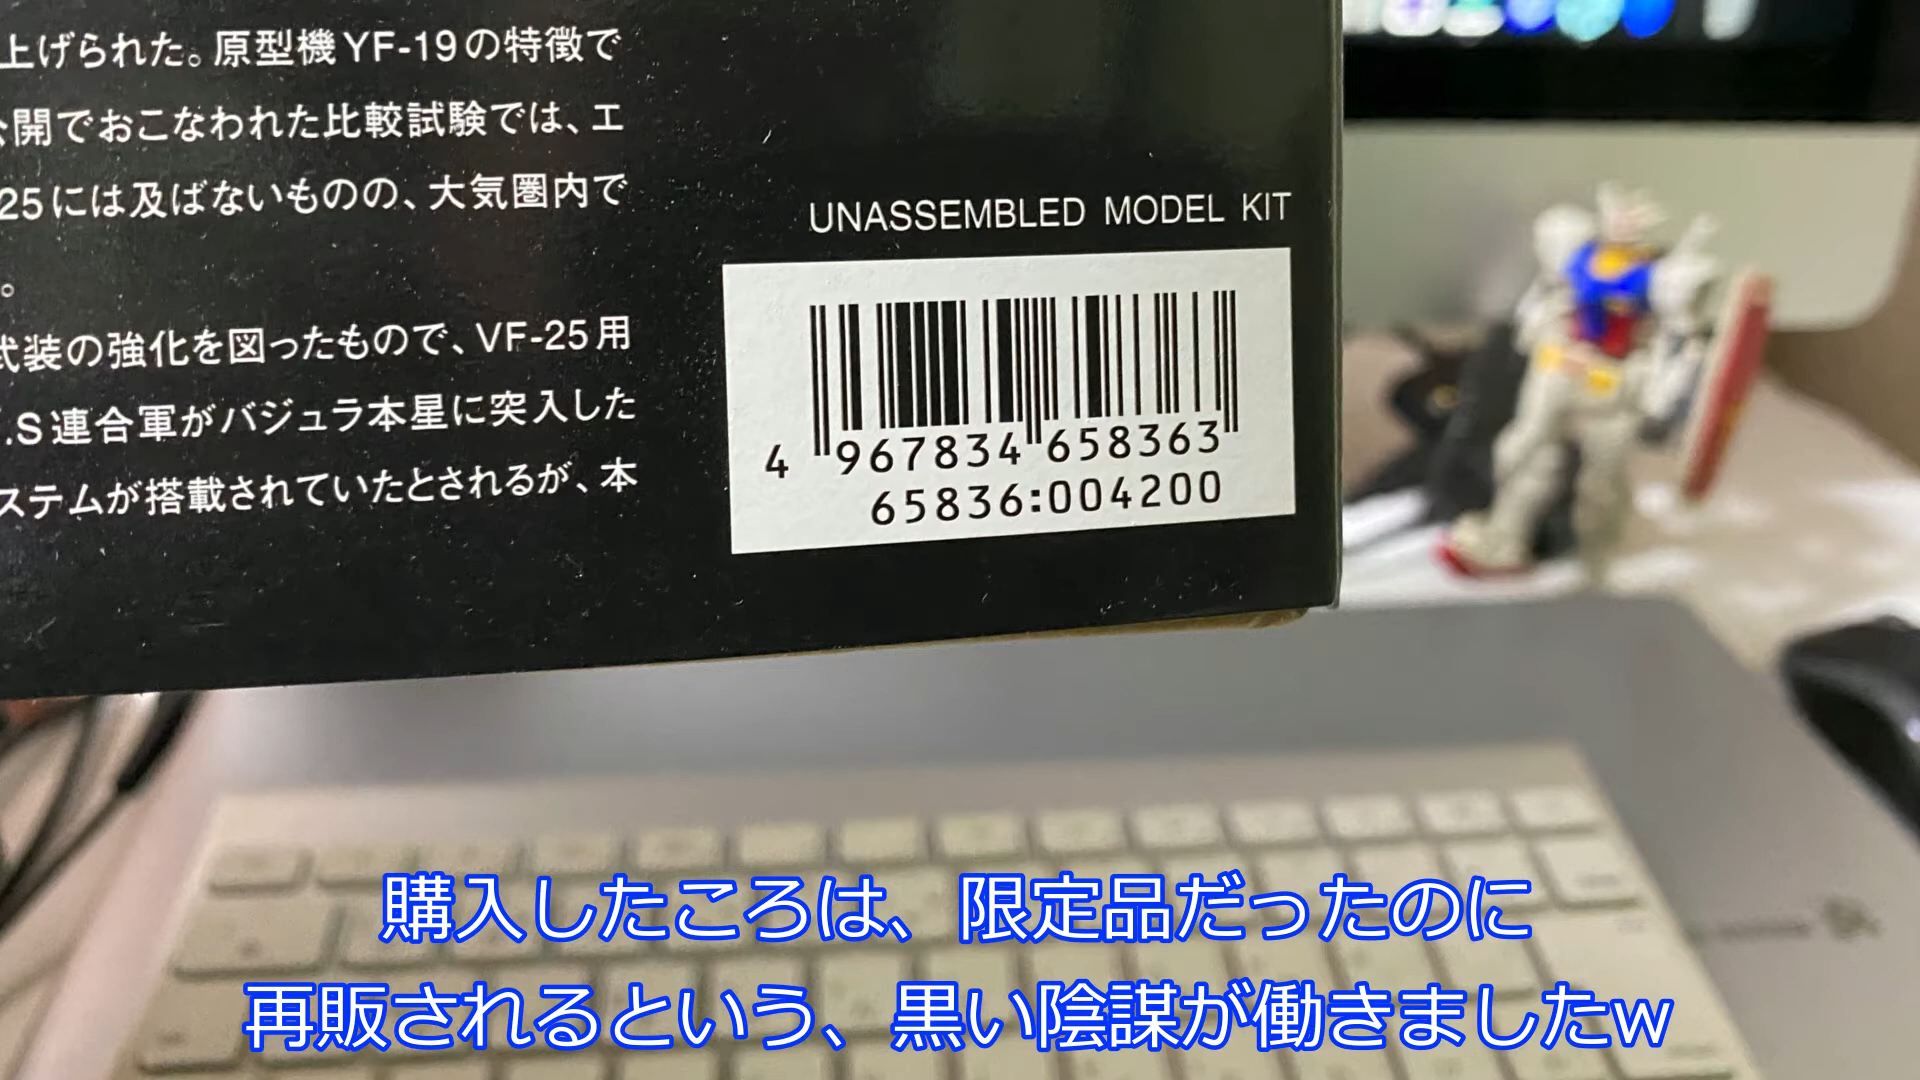 上げられた。原型機YF-19の特徴で
開でおこなわれた比較試験では、エ
25には及ばないものの、大気圏内で
。
装の強化を図ったもので、VF-25用
.S連合軍がバジュラ本星に突入した
ステムが搭載されていたとされるが、本
UNASSEMBLED MODEL KIT
4 967834 658363
65836:004200
購入したころは、限定品だったのに
再販されるという、黒い陰謀が働きましたw